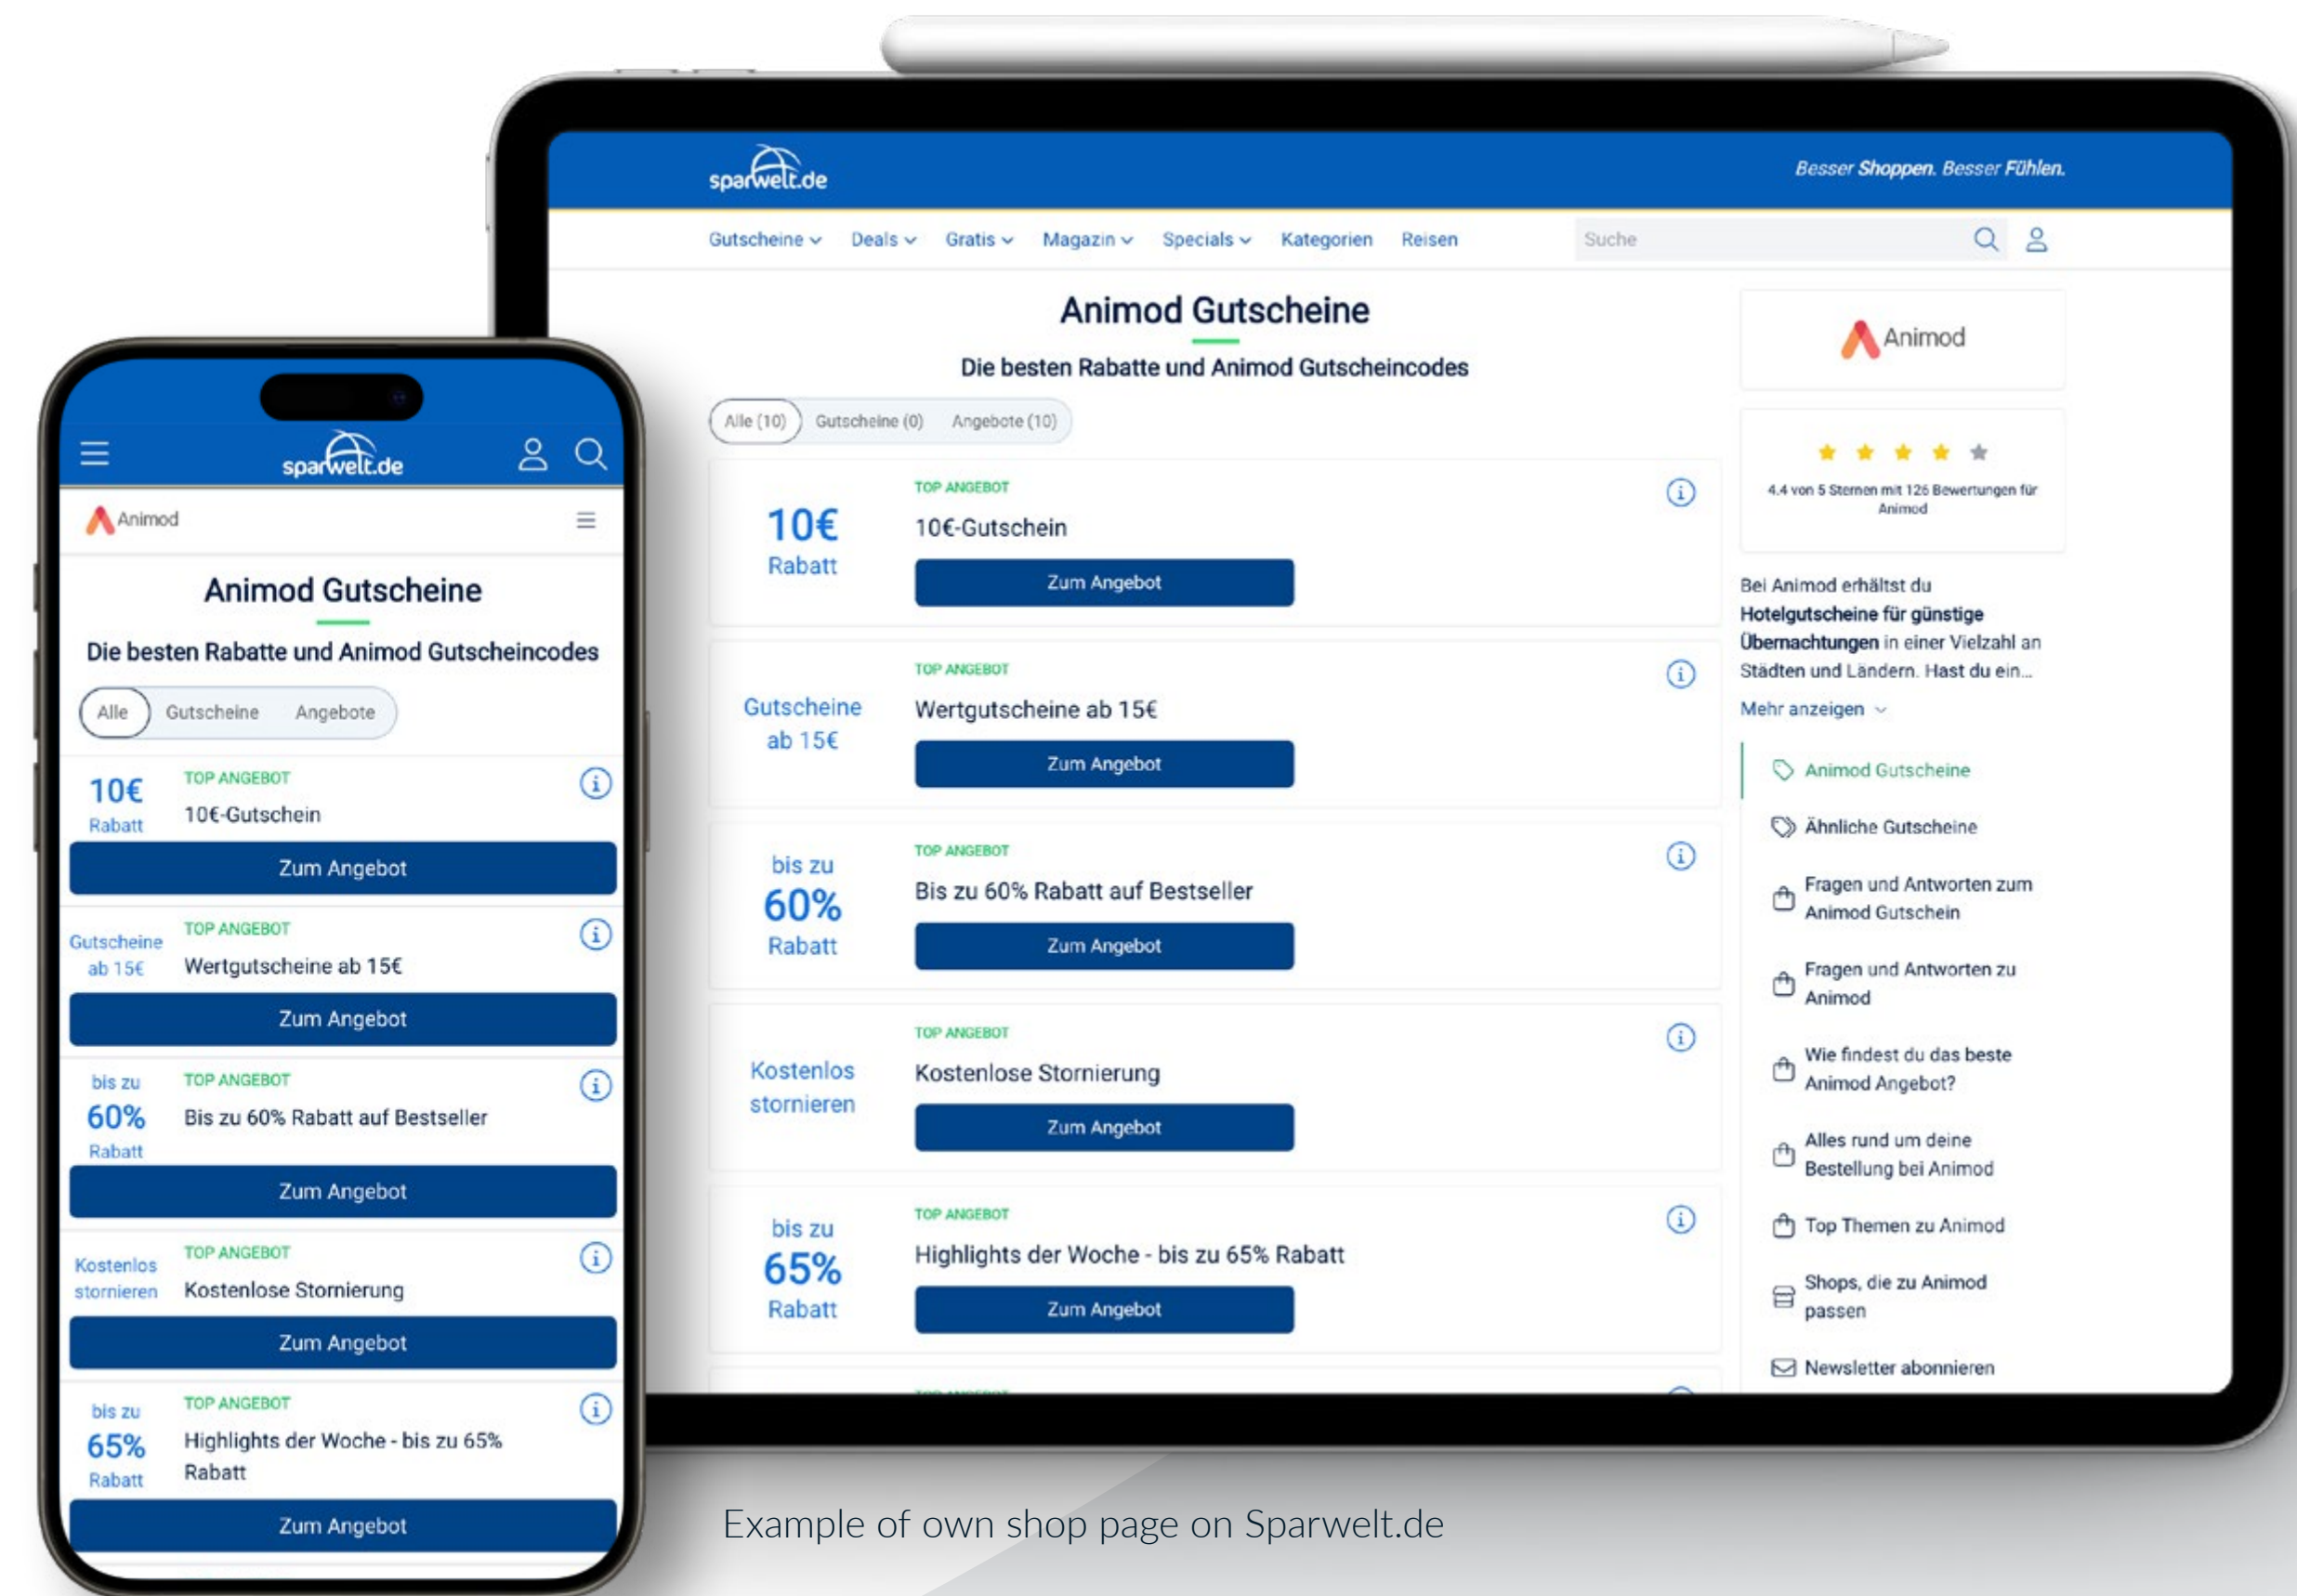 sparwelt.de
Besser Shoppen. Besser Fühlen.
Gutscheine Deals Gratis Magazin Specials Kategorien Reisen Suche
Animod Gutscheine
Die besten Rabatte und Animod Gutscheincodes
Alle (10) Gutscheine (0) Angebote (10)
10€
Rabatt
TOP ANGEBOT
10€-Gutschein
Zum Angebot
Gutscheine
ab 15€
TOP ANGEBOT
Wertgutscheine ab 15€
Zum Angebot
bis zu
60%
Rabatt
TOP ANGEBOT
Bis zu 60% Rabatt auf Bestseller
Zum Angebot
Kostenlos
stornieren
TOP ANGEBOT
Kostenlose Stornierung
Zum Angebot
bis zu
65%
Rabatt
TOP ANGEBOT
Highlights der Woche - bis zu 65% Rabatt
Zum Angebot
Animod
4.4 von 5 Sternen mit 126 Bewertungen für
Animod
Bei Animod erhältst du
Hotelgutscheine für günstige
Übernachtungen in einer Vielzahl an
Städten und Ländern. Hast du ein...
Mehr anzeigen
Animod Gutscheine
Ähnliche Gutscheine
Fragen und Antworten zum
Animod Gutschein
Fragen und Antworten zu
Animod
Wie findest du das beste
Animod Angebot?
Alles rund um deine
Bestellung bei Animod
Top Themen zu Animod
Shops, die zu Animod
passen
Newsletter abonnieren
sparwelt.de
Animod
Animod Gutscheine
Die besten Rabatte und Animod Gutscheincodes
Alle Gutscheine Angebote
10€
Rabatt
TOP ANGEBOT
10€-Gutschein
Zum Angebot
Gutscheine
ab 15€
TOP ANGEBOT
Wertgutscheine ab 15€
Zum Angebot
bis zu
60%
Rabatt
TOP ANGEBOT
Bis zu 60% Rabatt auf Bestseller
Zum Angebot
Kostenlos
stornieren
TOP ANGEBOT
Kostenlose Stornierung
Zum Angebot
bis zu
65%
Rabatt
TOP ANGEBOT
Highlights der Woche - bis zu 65%
Rabatt
Zum Angebot
Example of own shop page on Sparwelt.de